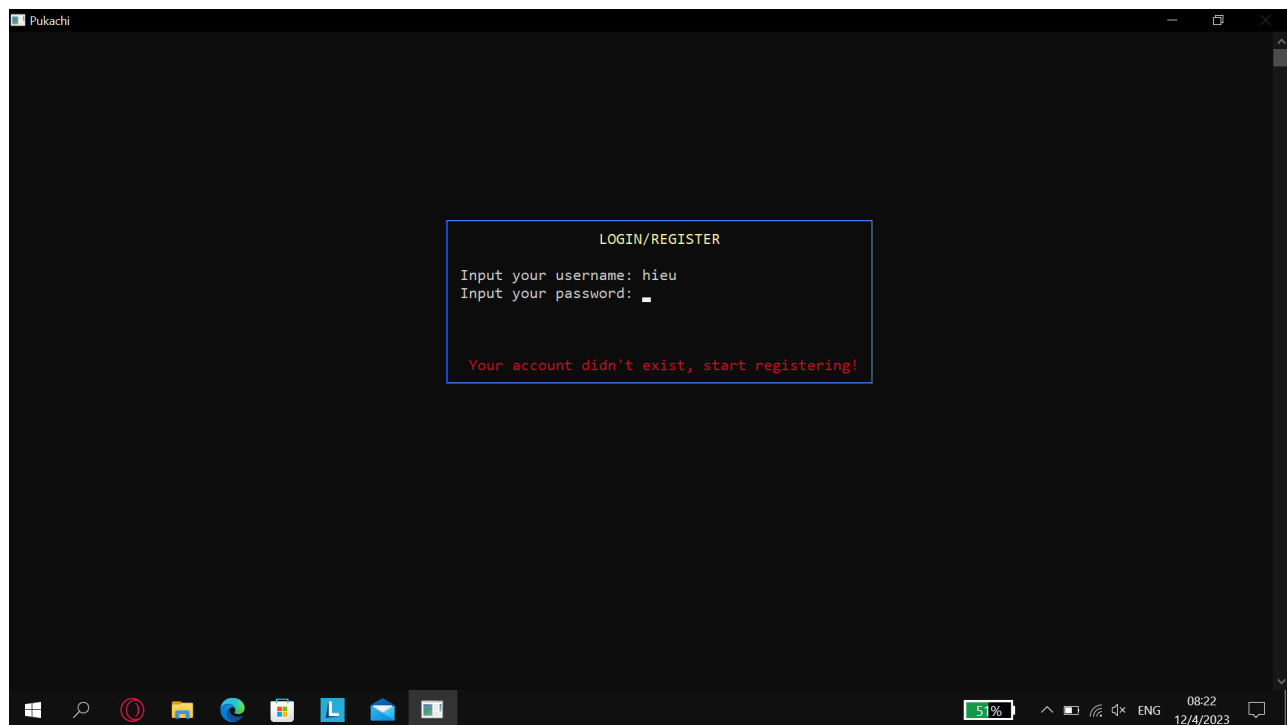 Pukachi
LOGIN/REGISTER
Input your username: hieu
Input your password:
Your account didn't exist, start registering!
L
51%
ENG
08:22
12/4/2023